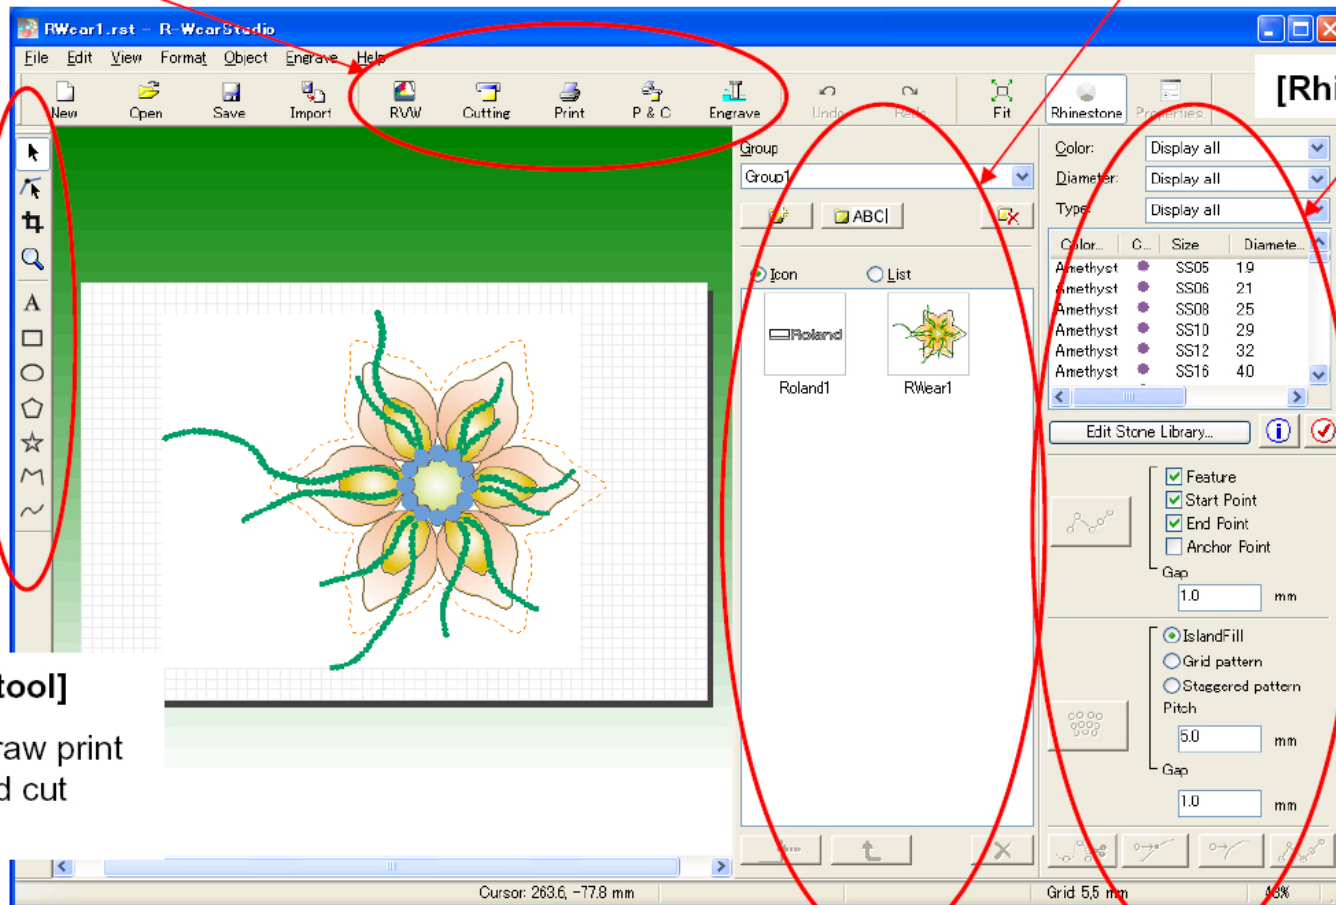 RWear1.rst - R-WearStudio
File Edit View Format Object Engrave Help
[Rhi
New Open Save Import RVW Cutting Print P & C Engrave Undo Redo Fit Rhinestone Properties
Group
Group1
ABC
Icon List
Roland
Roland1 RWear1
Color: Display all
Diameter: Display all
Type: Display all
Color... C... Size Diamete...
Amethyst SS05 19
Amethyst SS06 21
Amethyst SS08 25
Amethyst SS10 29
Amethyst SS12 32
Amethyst SS16 40
Edit Stone Library...
Feature
Start Point
End Point
Anchor Point
Gap
1.0 mm
IslandFill
Grid pattern
Staggered pattern
Pitch
5.0 mm
Gap
1.0 mm
A
tool]
raw print
d cut
Cursor: 263.6, -77.8 mm Grid 5,5 mm 48%